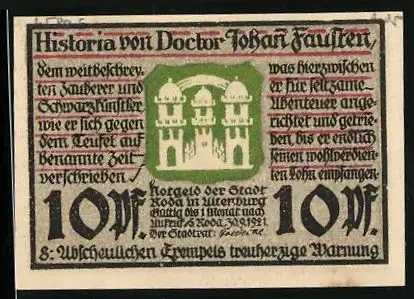 Historia von Doctor Johañ Fausten,
dem weitbeschrey-
ten Zauberer und
Schwarzkünstler,
wie er sich gegen
dem Teufel auf
benannte Zeit
verschrieben
was hierzwischen
er für seltzame
Abenteuer ange-
richtet und getrie-
ben, bis er endlich
seinen wohlverdien-
ten Lohn empfangen
10 Pf.
Notgeld der Stadt
Roda in Altenburg
Gültig bis 1 Monat nach
Aufruf. Roda, 30.9.1921
Der Stadtrat:
10 Pf.
8: Abscheulichen Exempels treuherzige Warnung